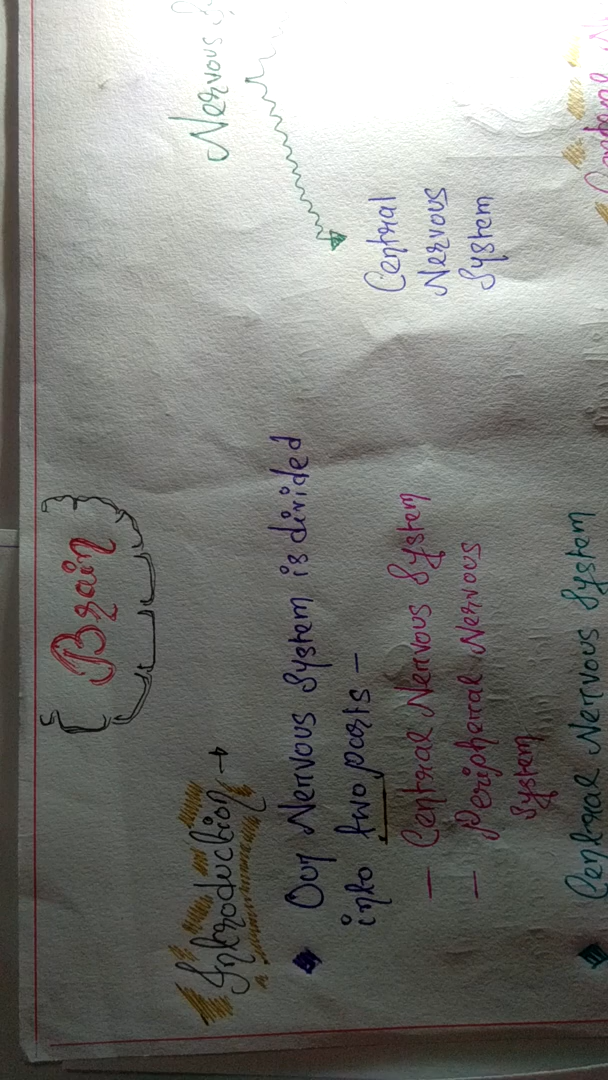 Brain
Introduction →
Our Nervous System is divided
into two parts –
– Central Nervous System
– Peripheral Nervous
System
Central Nervous System
Nervous
Central
Nervous
System